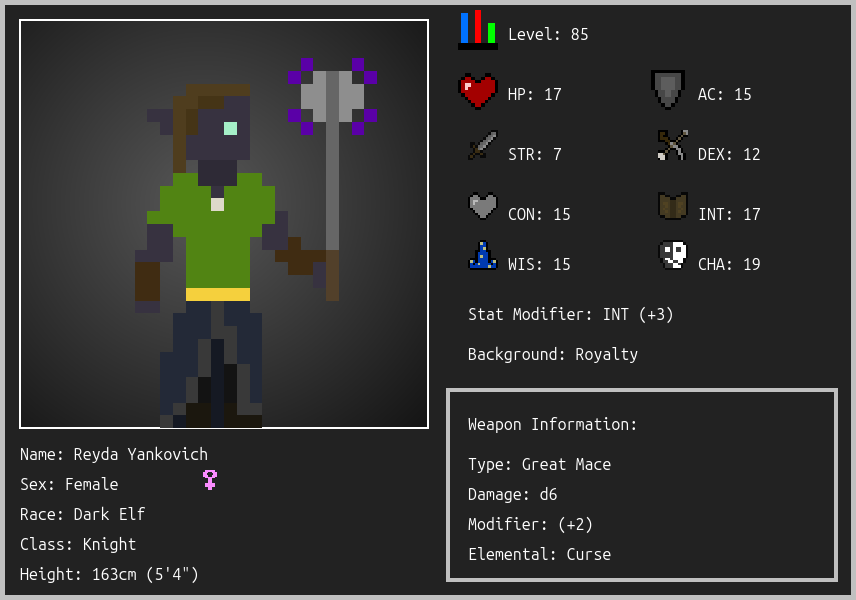 Level: 85
HP: 17
AC: 15
STR: 7
DEX: 12
CON: 15
INT: 17
WIS: 15
CHA: 19
Stat Modifier: INT (+3)
Background: Royalty
Weapon Information:
Type: Great Mace
Damage: d6
Modifier: (+2)
Elemental: Curse
Name: Reyda Yankovich
Sex: Female
Race: Dark Elf
Class: Knight
Height: 163cm (5'4")